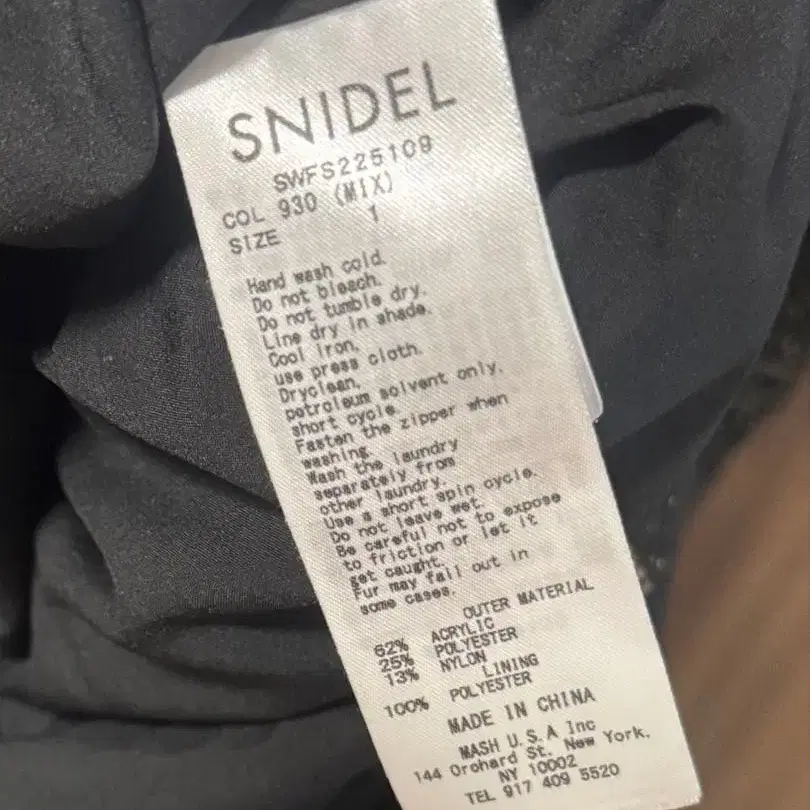 SNIDEL
SWFS225109
COL 930 (MIX)
SIZE 1
Hand wash cold.
Do not bleach.
Do not tumble dry.
Line dry in shade.
Cool iron.
use press cloth.
Dryclean.
petroleum solvent only.
short cycle.
Fasten the zipper when
washing.
Wash the laundry
separately from
other laundry.
Use a short spin cycle.
Do not leave wet.
Be careful not to expose
to friction or let it
get caught.
Fur may fall out in
some cases.
OUTER MATERIAL
62% ACRYLIC
25% POLYESTER
13% NYLON
LINING
100% POLYESTER
MADE IN CHINA
MASH U.S.A Inc
144 Orohard St. New York.
NY 10002
TEL 917 409 5520